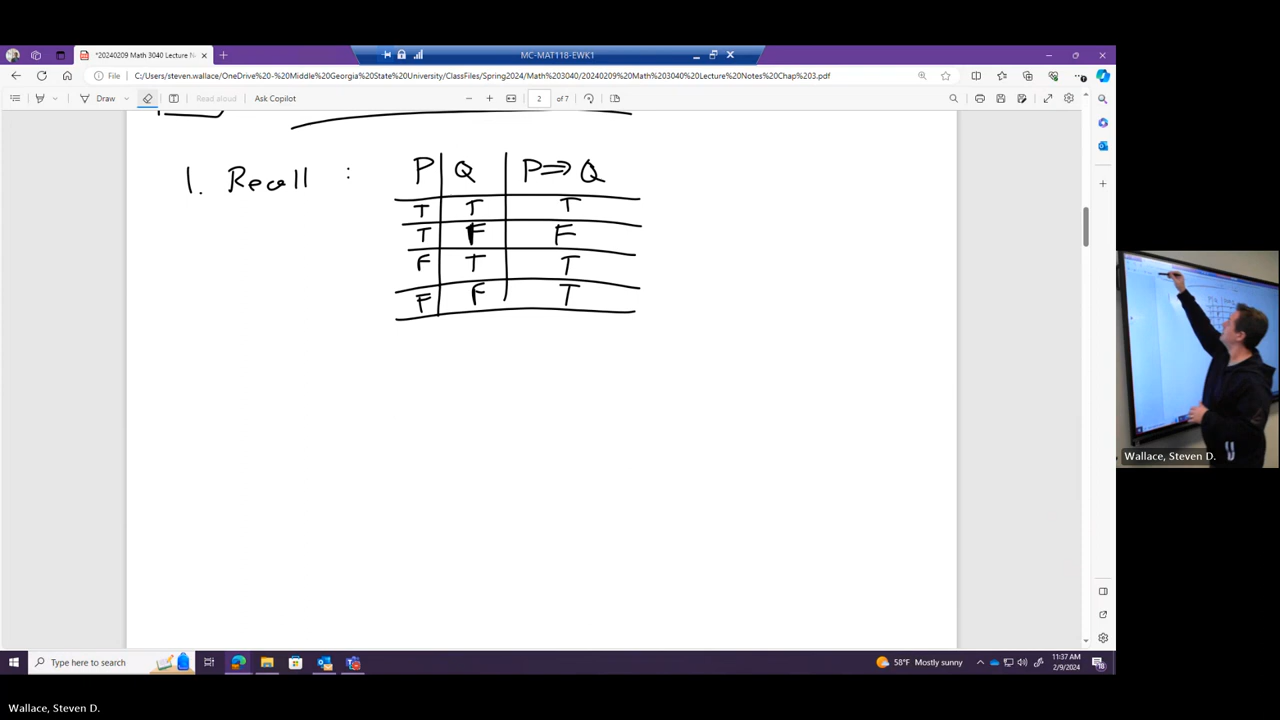 *20240209 Math 3040 Lecture N
MC-MAT118-EWK1
File
C:/Users/steven.wallace/OneDrive%20-%20Middle%20Georgia%20State%20University/ClassFiles/Spring2024/Math%203040/20240209%20Math%203040%20Lecture%20Notes%20Chap%203.pdf
Draw
Read aloud
Ask Copilot
2 of 7
1. Recall : P Q P⇒Q
T T T
T F F
F T T
F F T
Wallace, Steven D.
Type here to search
58°F Mostly sunny
11:37 AM
2/9/2024
Wallace, Steven D.